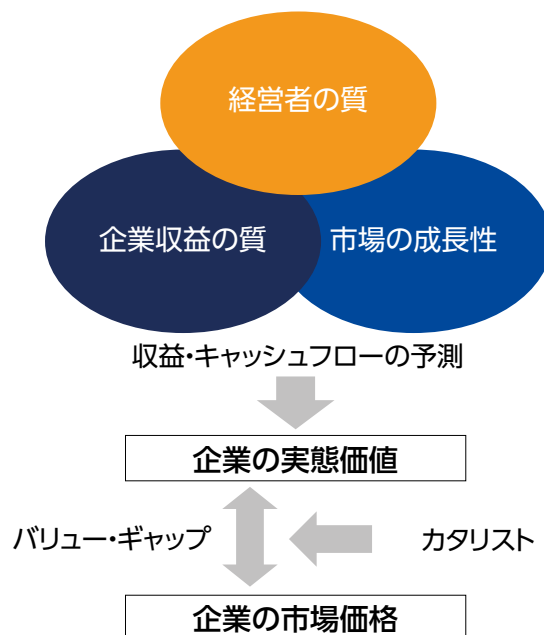 経営者の質
企業収益の質
市場の成長性
収益・キャッシュフローの予測
企業の実態価値
バリュー・ギャップ
カタリスト
企業の市場価格